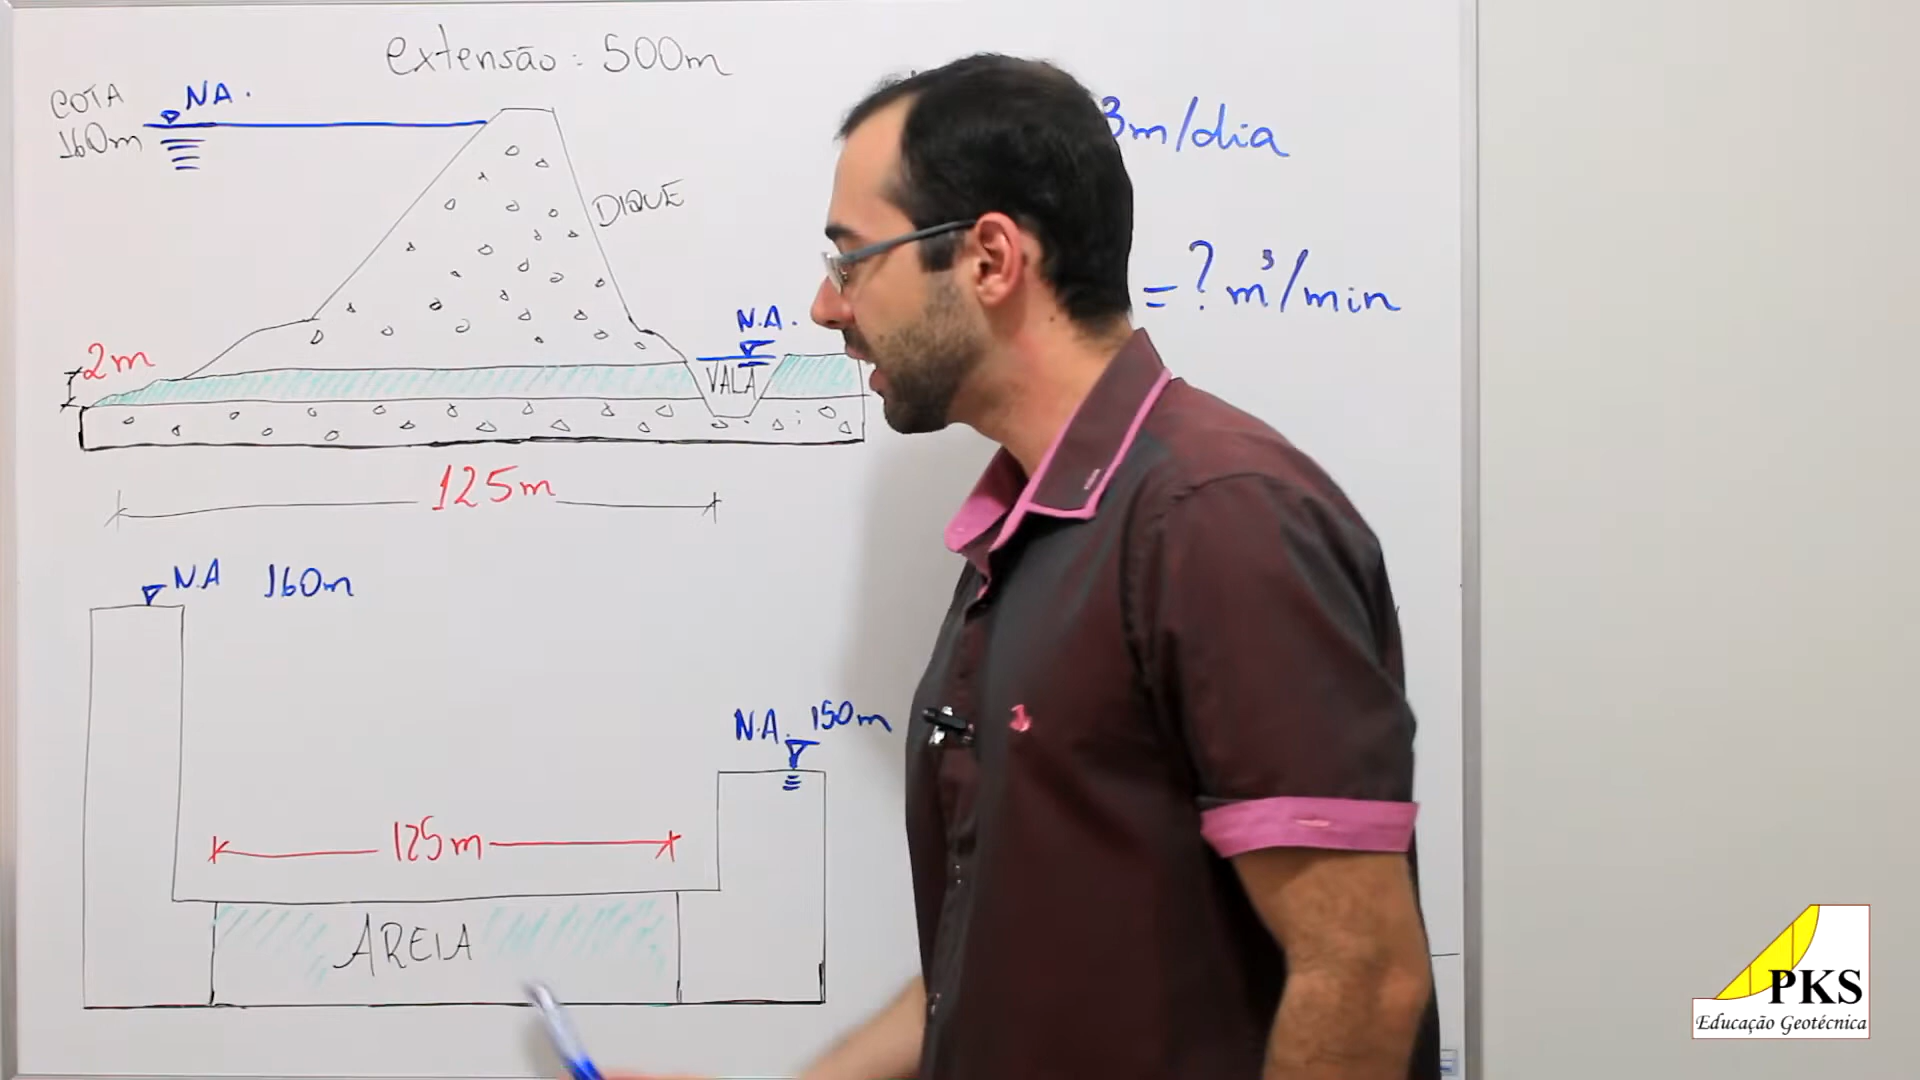 extensão: 500m
COTA
160m
N.A.
3m/dia
DIQUE
= ? m³/min
N.A.
2m
VALA
125m
N.A 160m
N.A. 150m
125m
AREIA
PKS
Educação Geotécnica